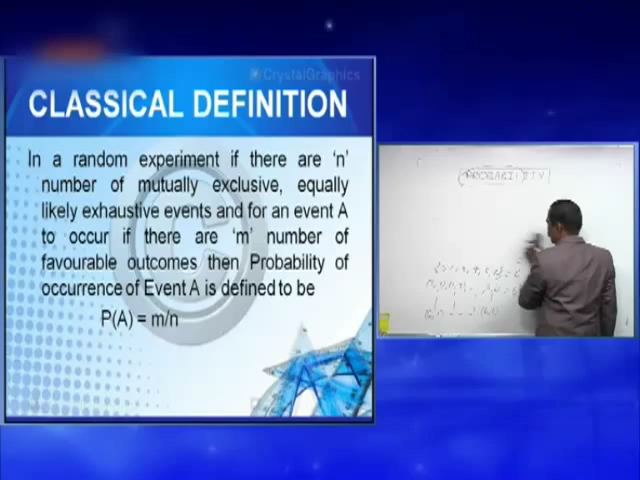 CrystalGraphics
CLASSICAL DEFINITION
In a random experiment if there are ‘n’
number of mutually exclusive, equally
likely exhaustive events and for an event A
to occur if there are ‘m’ number of
favourable outcomes then Probability of
occurrence of Event A is defined to be
P(A) = m/n
PROBABILITY